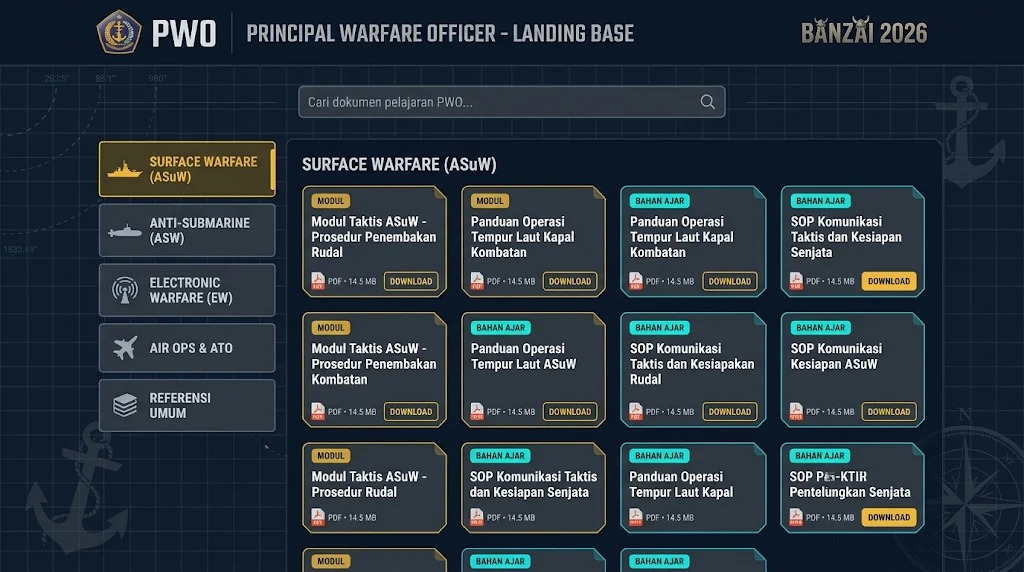 PWO
PRINCIPAL WARFARE OFFICER - LANDING BASE
BANZAI 2026
Cari dokumen pelajaran PWO...
SURFACE WARFARE
(ASuW)
ANTI-SUBMARINE
(ASW)
ELECTRONIC
WARFARE (EW)
AIR OPS & ATO
REFERENSI
UMUM
SURFACE WARFARE (ASuW)
MODUL
Modul Taktis ASuW -
Prosedur Penembakan
Rudal
PDF • 14.5 MB
DOWNLOAD
MODUL
Panduan Operasi
Tempur Laut Kapal
Kombatan
PDF • 14.5 MB
DOWNLOAD
BAHAN AJAR
Panduan Operasi
Tempur Laut Kapal
Kombatan
PDF • 14.5 MB
DOWNLOAD
BAHAN AJAR
SOP Komunikasi
Taktis dan Kesiapan
Senjata
PDF • 14.5 MB
DOWNLOAD
MODUL
Modul Taktis ASuW -
Prosedur Penembakan
Kombatan
PDF • 14.5 MB
DOWNLOAD
BAHAN AJAR
Panduan Operasi
Tempur Laut ASuW
PDF • 14.5 MB
DOWNLOAD
BAHAN AJAR
SOP Komunikasi
Taktis dan Kesiapakan
Rudal
PDF • 14.5 MB
DOWNLOAD
BAHAN AJAR
SOP Komunikasi
Kesiapan ASuW
PDF • 14.5 MB
DOWNLOAD
MODUL
Modul Taktis ASuW -
Prosedur Rudal
PDF • 14.5 MB
BAHAN AJAR
SOP Komunikasi Taktis
dan Kesiapan Senjata
PDF • 14.5 MB
BAHAN AJAR
Panduan Operasi
Tempur Laut Kapal
PDF • 14.5 MB
BAHAN AJAR
SOP
Pentelungkan Senjata
PDF • 14.5 MB
DOWNLOAD
MODUL
BAHAN AJAR
BAHAN AJAR
N